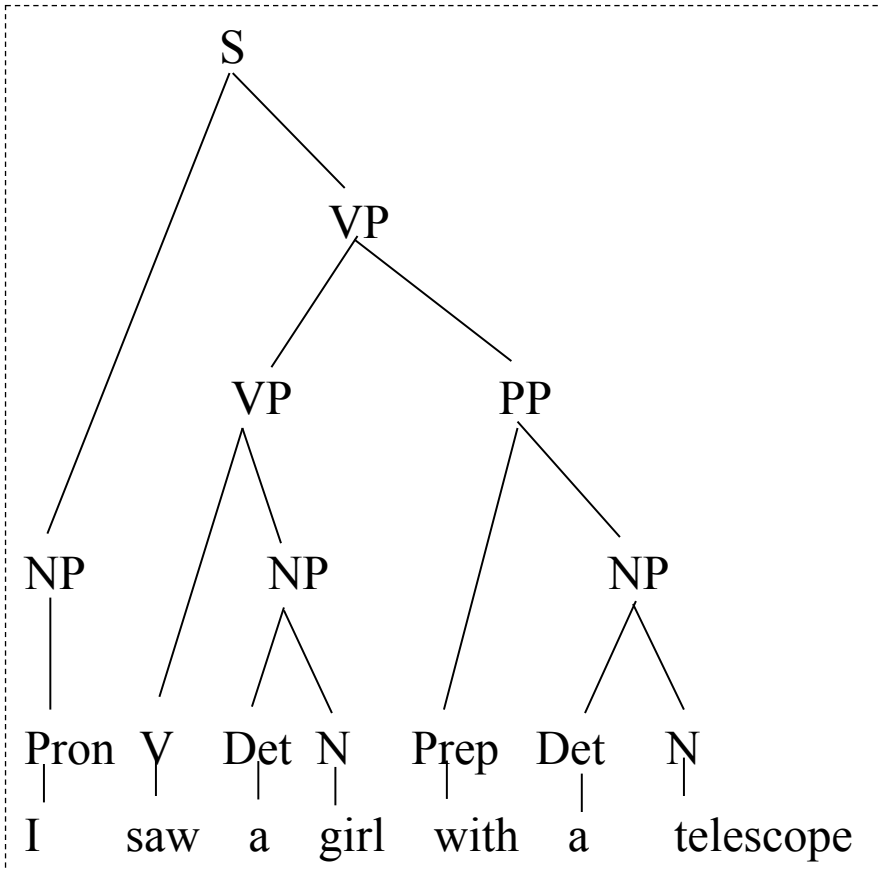 S
VP
VP PP
NP NP NP
Pron V Det N Prep Det N
I saw a girl with a telescope